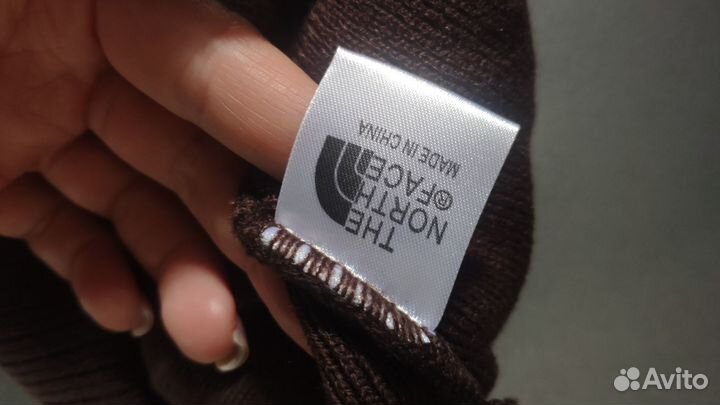 THE
NORTH
FACE®
MADE IN CHINA
Avito